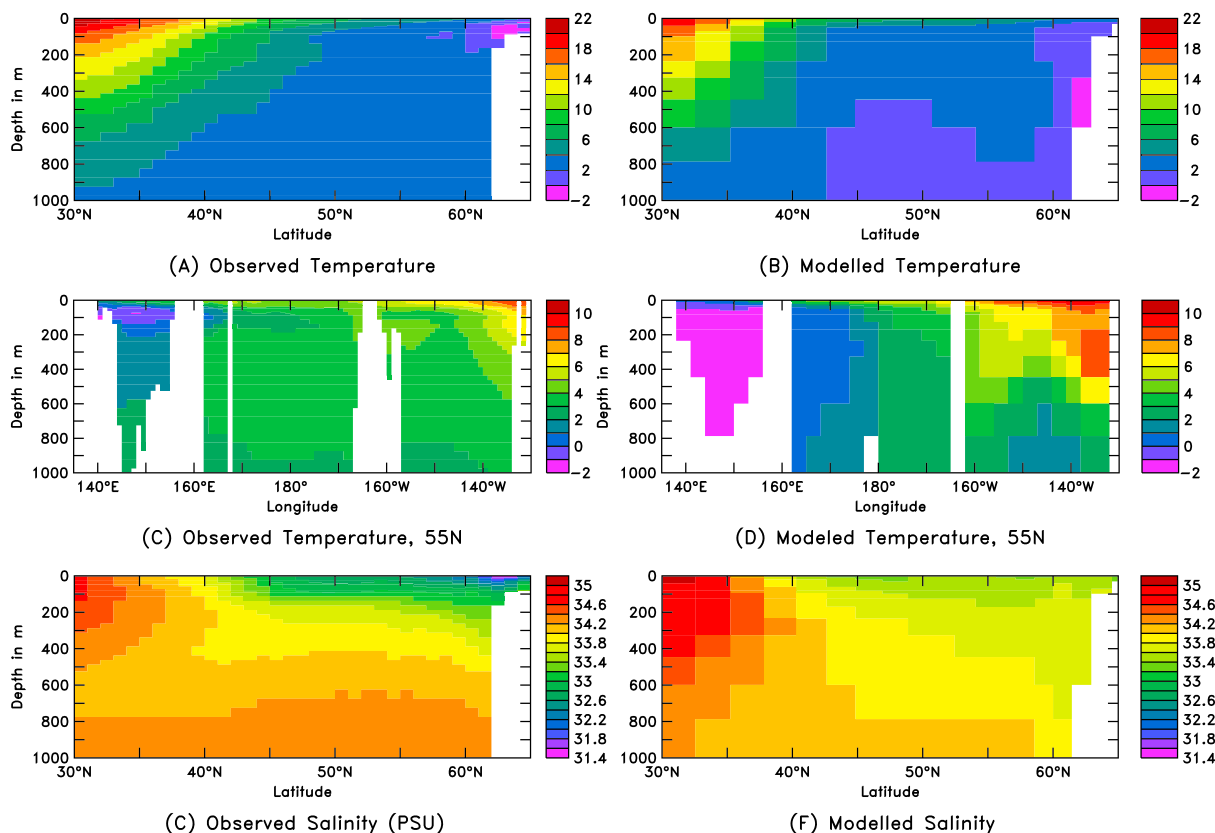 0 22 0 22
200 18 200 18
400 14 400 14
Depth in m Depth in m
10 10
600 6 600 6
800 2 800 2
1000 -2 1000 -2
30°N 40°N 50°N 60°N 30°N 40°N 50°N 60°N
Latitude Latitude
(A) Observed Temperature (B) Modelled Temperature
0 10 0 10
200 8 200 8
400 6 400 6
Depth in m Depth in m
4 4
600 2 600 2
800 0 800 0
1000 -2 1000 -2
140°E 160°E 180° 160°W 140°W 140°E 160°E 180° 160°W 140°W
Longitude Longitude
(C) Observed Temperature, 55N (D) Modeled Temperature, 55N
0 35 0 35
200 34.6 200 34.6
34.2 34.2
400 33.8 400 33.8
Depth in m Depth in m
33.4 33.4
600 33 600 33
32.6 32.6
800 32.2 800 32.2
31.8 31.8
1000 31.4 1000 31.4
30°N 40°N 50°N 60°N 30°N 40°N 50°N 60°N
Latitude Latitude
(C) Observed Salinity (PSU) (F) Modelled Salinity